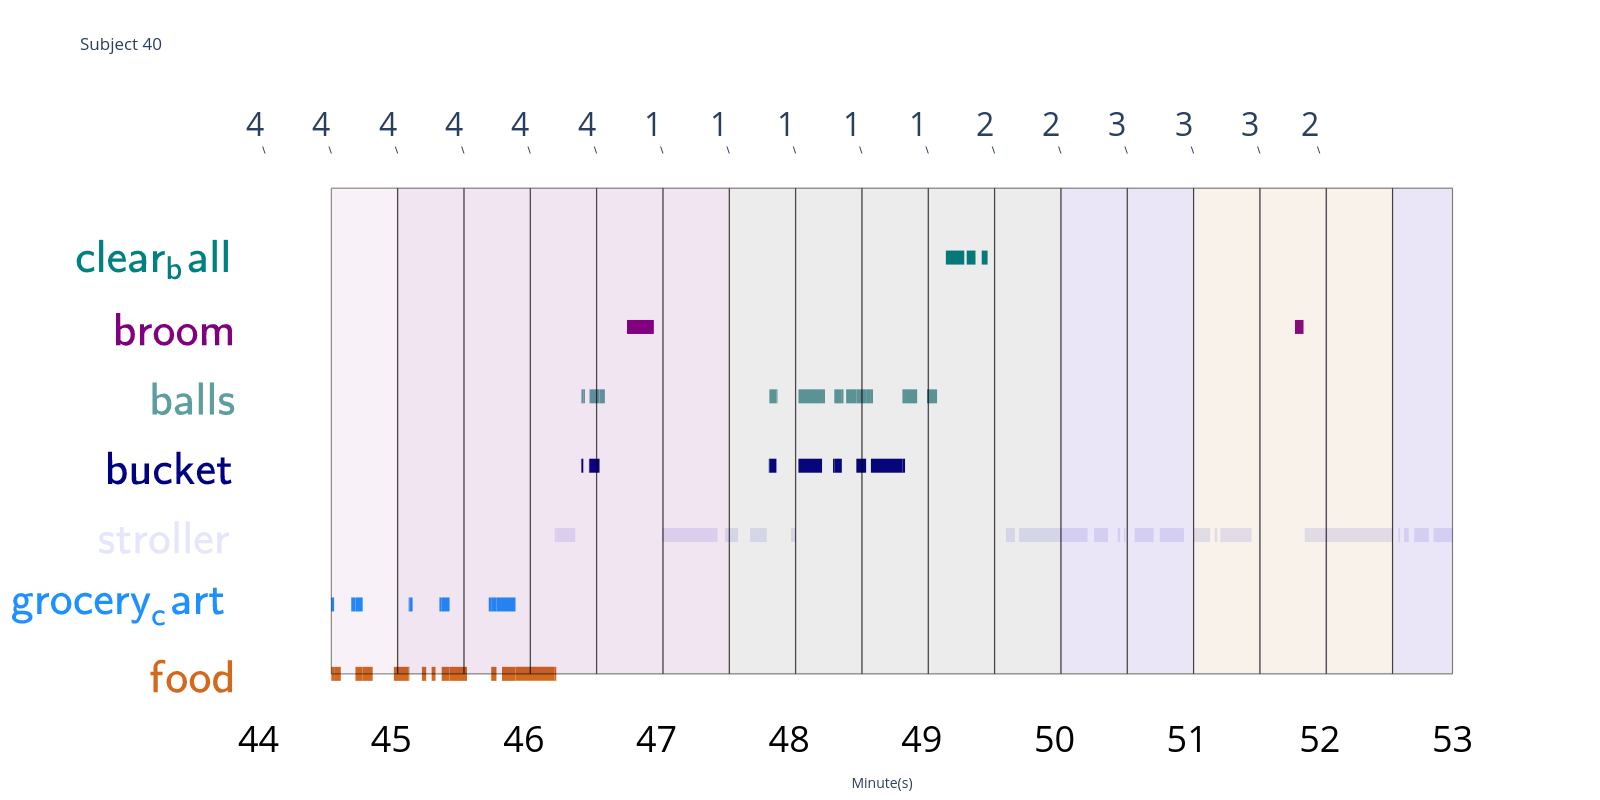 Subject 40
4 4 4 4 4 4 1 1 1 1 1 2 2 3 3 3 2
clear_ball
broom
balls
bucket
stroller
grocery_cart
food
44 45 46 47 48 49 50 51 52 53
Minute(s)